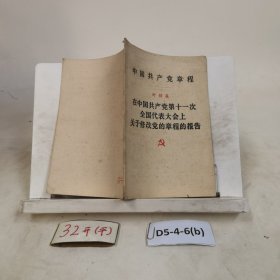 中国共产党章程
叶剑英
在中国共产党第十一次
全国代表大会上
关于修改党的章程的报告
32开(平)
D5-4-6(b)